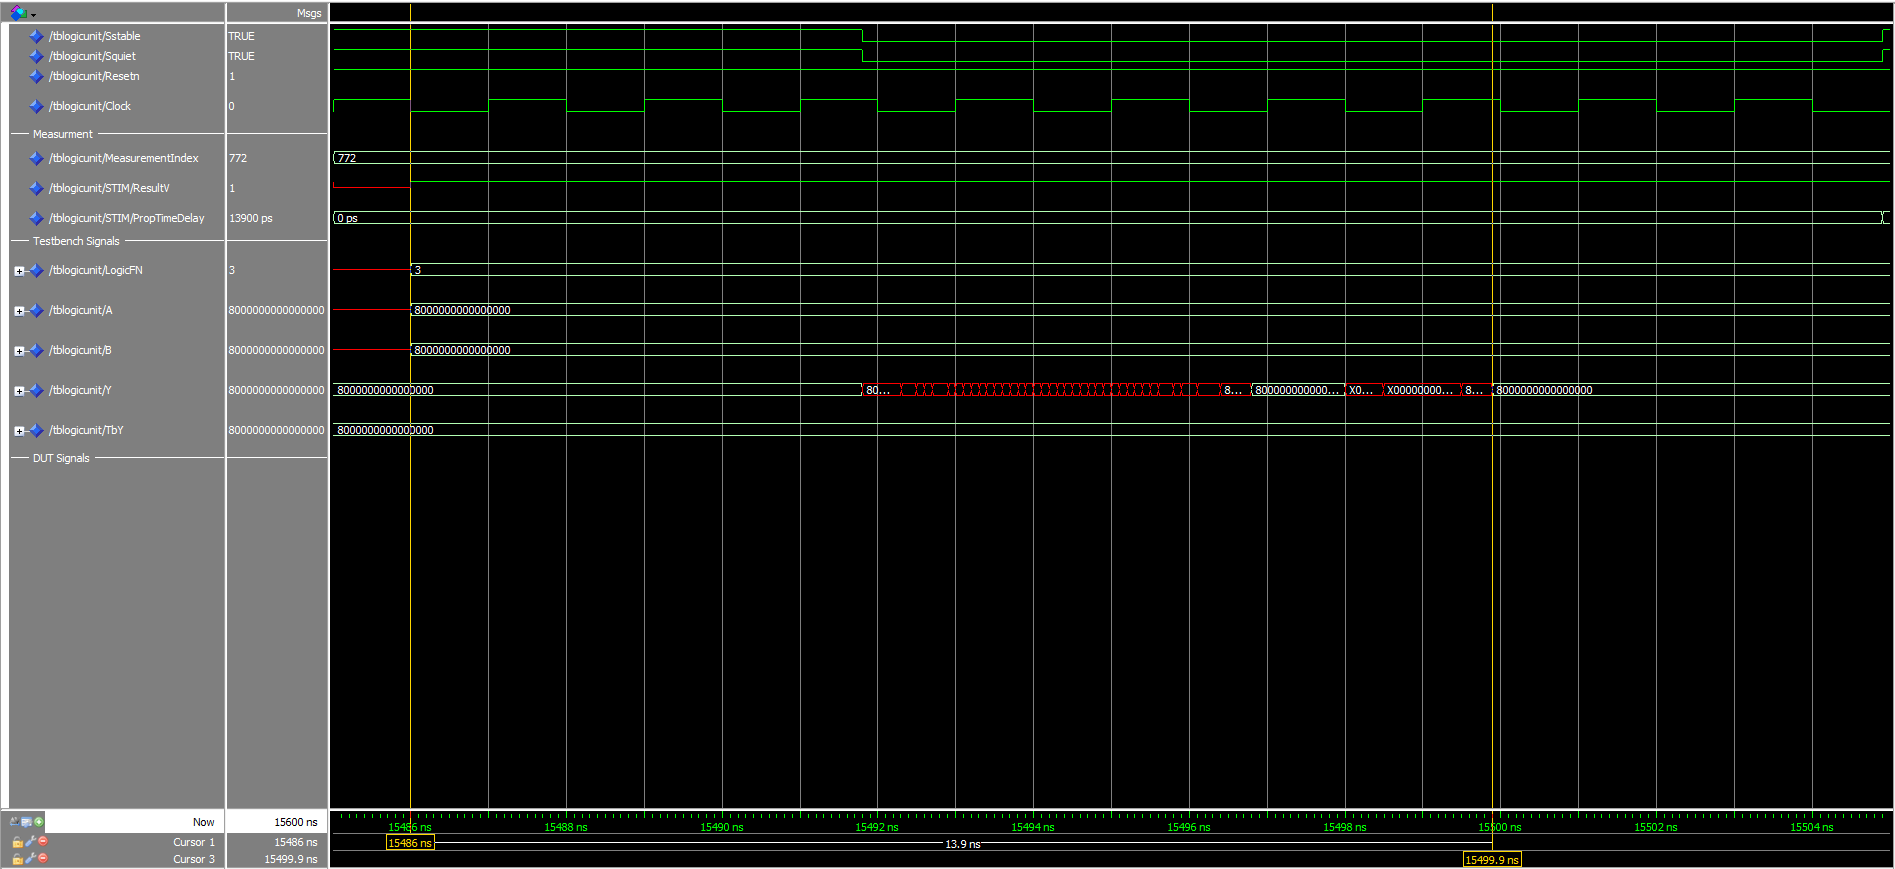 Msgs
/tblogicunit/Sstable TRUE
/tblogicunit/Squiet TRUE
/tblogicunit/Resetn 1
/tblogicunit/Clock 0
Measurment
/tblogicunit/MeasurementIndex 772 772
/tblogicunit/STIM/ResultV 1
/tblogicunit/STIM/PropTimeDelay 13900 ps 0 ps
Testbench Signals
/tblogicunit/LogicFN 3 3
/tblogicunit/A 8000000000000000 8000000000000000
/tblogicunit/B 8000000000000000 8000000000000000
/tblogicunit/Y 8000000000000000 8000000000000000 80... 8... 800000000000... X0... X00000000... 8... 8000000000000000
/tblogicunit/TbY 8000000000000000 8000000000000000
DUT Signals
Now 15600 ns 15486 ns 15488 ns 15490 ns 15492 ns 15494 ns 15496 ns 15498 ns 15500 ns 15502 ns 15504 ns
Cursor 1 15486 ns 15486 ns 13.9 ns
Cursor 3 15499.9 ns 15499.9 ns